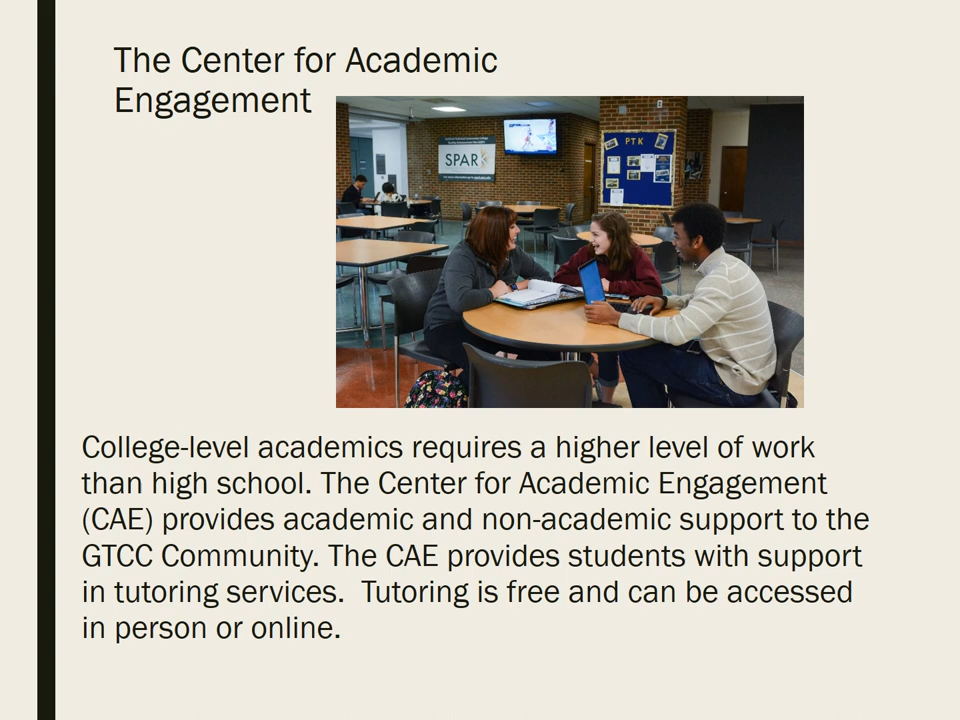 The Center for Academic
Engagement
SPARK
PTK
College-level academics requires a higher level of work
than high school. The Center for Academic Engagement
(CAE) provides academic and non-academic support to the
GTCC Community. The CAE provides students with support
in tutoring services.  Tutoring is free and can be accessed
in person or online.